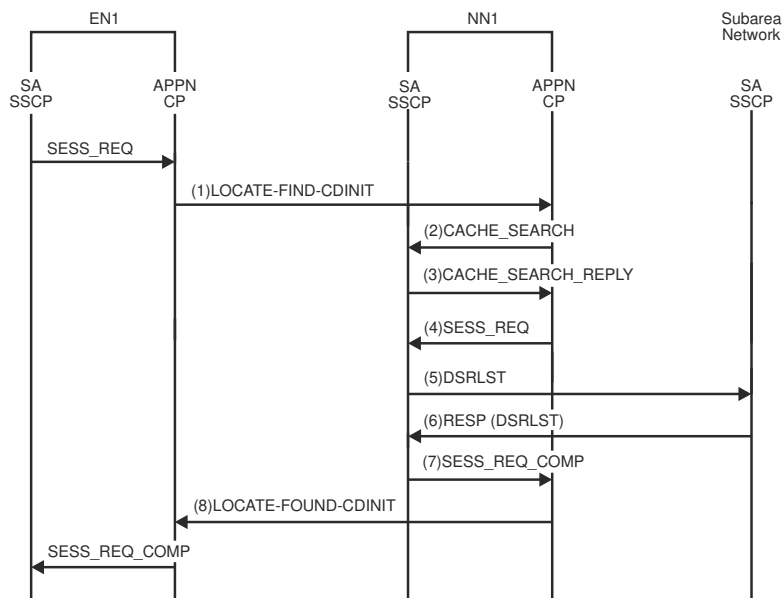 EN1
NN1
Subarea
Network
SA
SSCP
APPN
CP
SA
SSCP
APPN
CP
SA
SSCP
SESS_REQ
(1)LOCATE-FIND-CDINIT
(2)CACHE_SEARCH
(3)CACHE_SEARCH_REPLY
(4)SESS_REQ
(5)DSRLST
(6)RESP (DSRLST)
(7)SESS_REQ_COMP
(8)LOCATE-FOUND-CDINIT
SESS_REQ_COMP